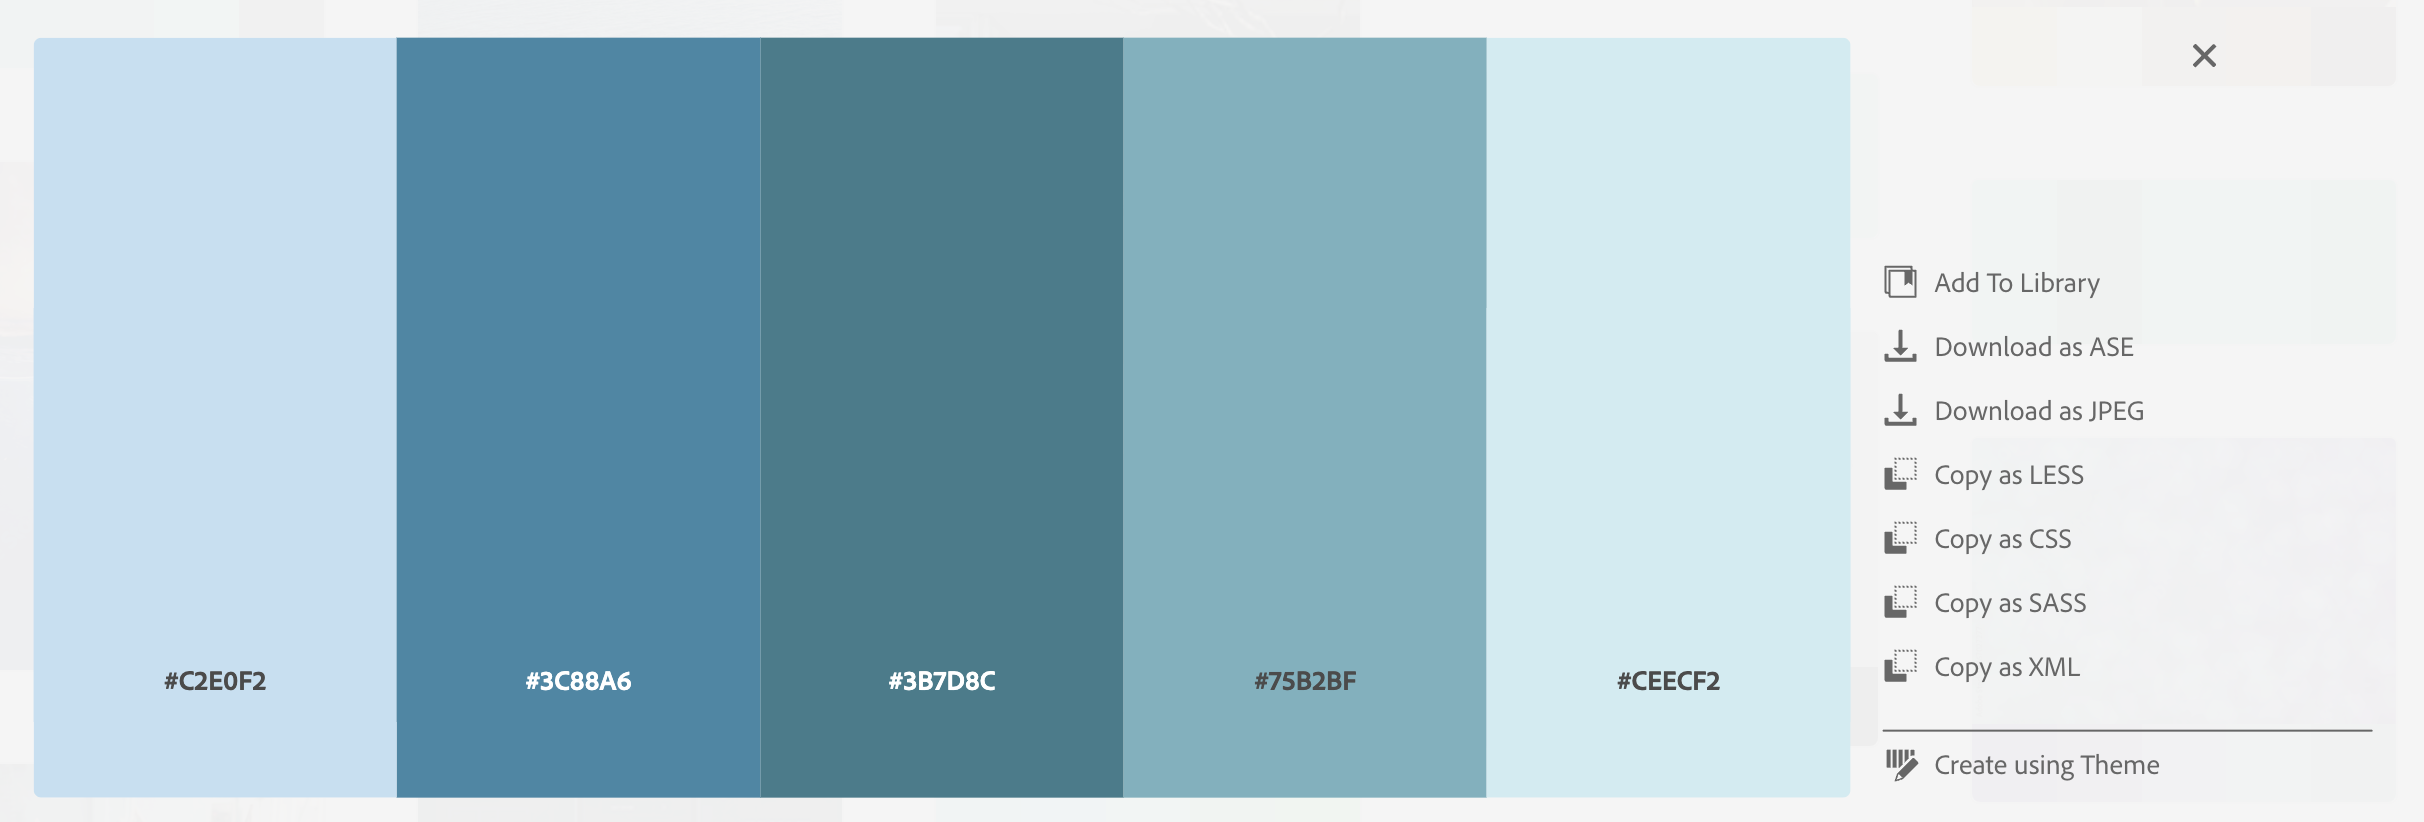 #C2E0F2
#3C88A6
#3B7D8C
#75B2BF
#CEECF2
Add To Library
Download as ASE
Download as JPEG
Copy as LESS
Copy as CSS
Copy as SASS
Copy as XML
Create using Theme